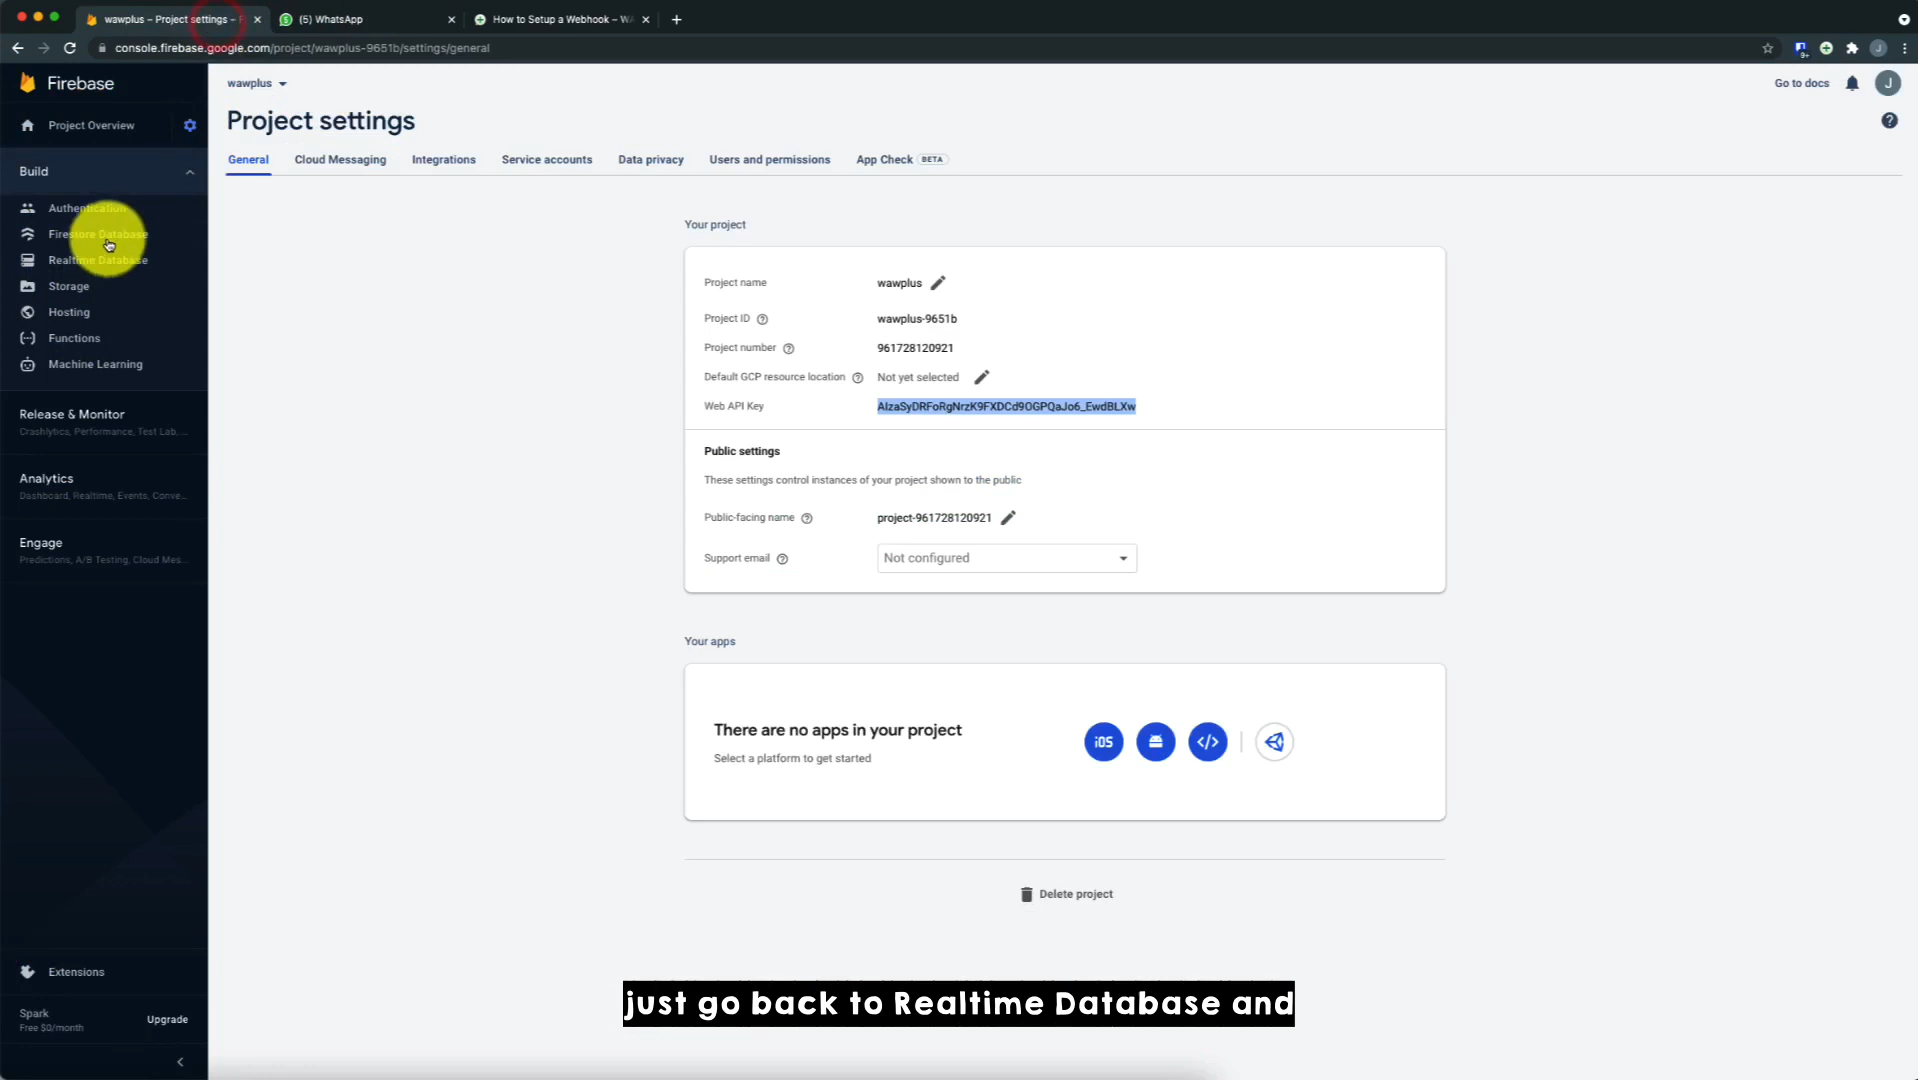 wawplus – Project settings – F
(5) WhatsApp
How to Setup a Webhook – WA
console.firebase.google.com/project/wawplus-9651b/settings/general
9+
J
Firebase
wawplus
Go to docs
J
Project Overview
Project settings
General
Cloud Messaging
Integrations
Service accounts
Data privacy
Users and permissions
App Check BETA
Build
Authentication
Firestore Database
Realtime Database
Storage
Hosting
Functions
Machine Learning
Release & Monitor
Crashlytics, Performance, Test Lab, ...
Analytics
Dashboard, Realtime, Events, Conve...
Engage
Predictions, A/B Testing, Cloud Mes...
Extensions
Spark
Free $0/month
Upgrade
Your project
Project name
wawplus
Project ID
wawplus-9651b
Project number
961728120921
Default GCP resource location
Not yet selected
Web API Key
AIzaSyDRFoRgNrzK9FXDCd9OGPQaJo6_EwdBLXw
Public settings
These settings control instances of your project shown to the public
Public-facing name
project-961728120921
Support email
Not configured
Your apps
There are no apps in your project
Select a platform to get started
iOS
Delete project
just go back to Realtime Database and